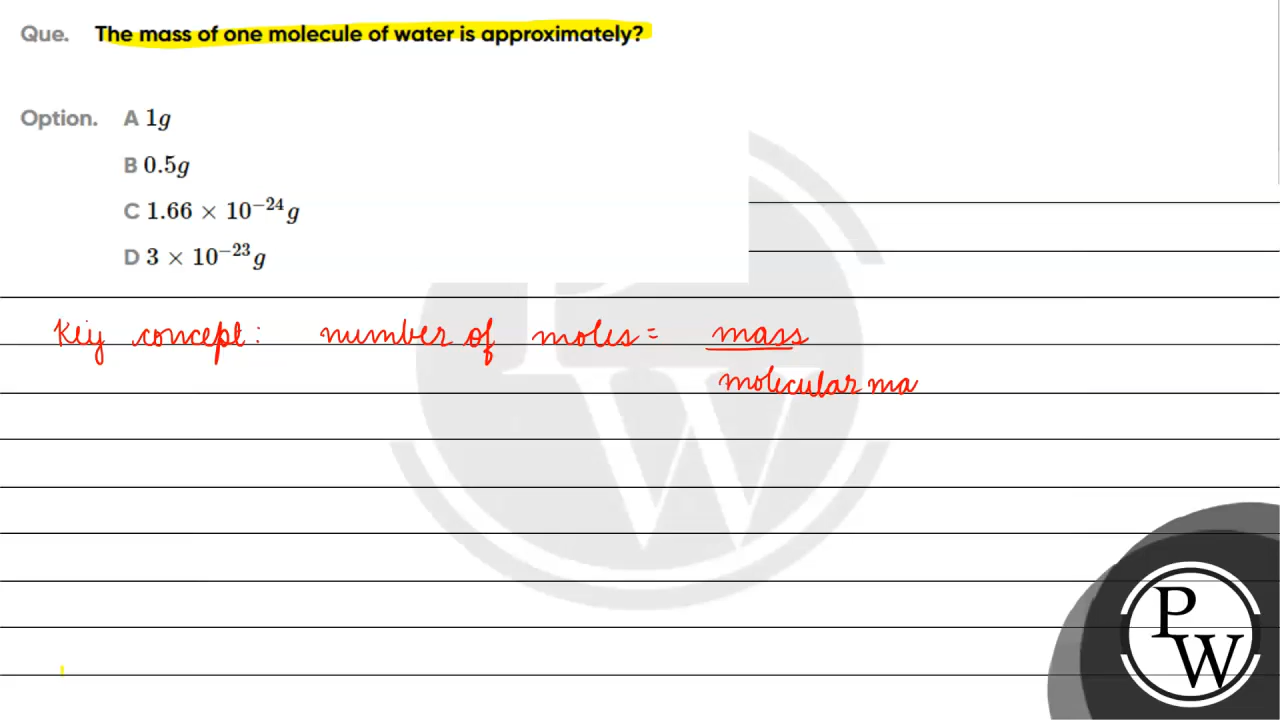 Que. The mass of one molecule of water is approximately?
Option. A 1g
B 0.5g
C 1.66 × 10⁻²⁴g
D 3 × 10⁻²³g
Key concept: number of moles = mass
molecular ma
P
W